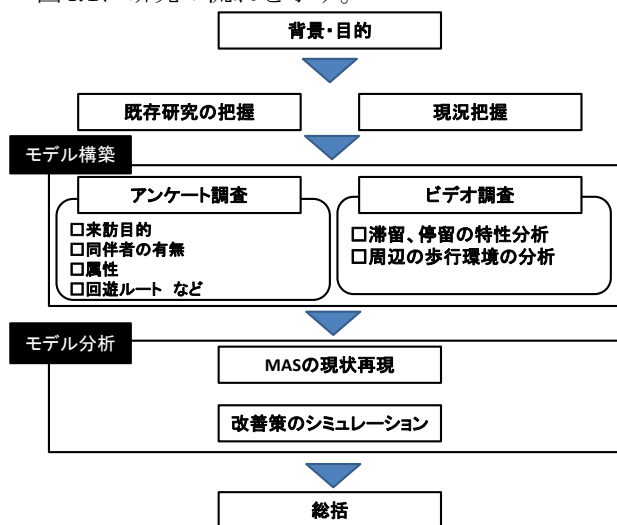 背景・目的
既存研究の把握
現況把握
モデル構築
アンケート調査
□来訪目的
□同伴者の有無
□属性
□回遊ルート など
ビデオ調査
□滞留、停留の特性分析
□周辺の歩行環境の分析
モデル分析
MASの現状再現
改善策のシミュレーション
総括